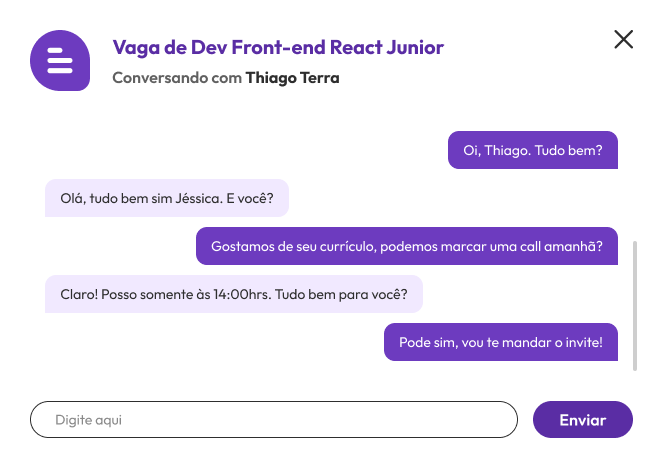 Vaga de Dev Front-end React Junior
Conversando com Thiago Terra
Oi, Thiago. Tudo bem?
Olá, tudo bem sim Jéssica. E você?
Gostamos de seu currículo, podemos marcar uma call amanhã?
Claro! Posso somente às 14:00hrs. Tudo bem para você?
Pode sim, vou te mandar o invite!
Digite aqui
Enviar